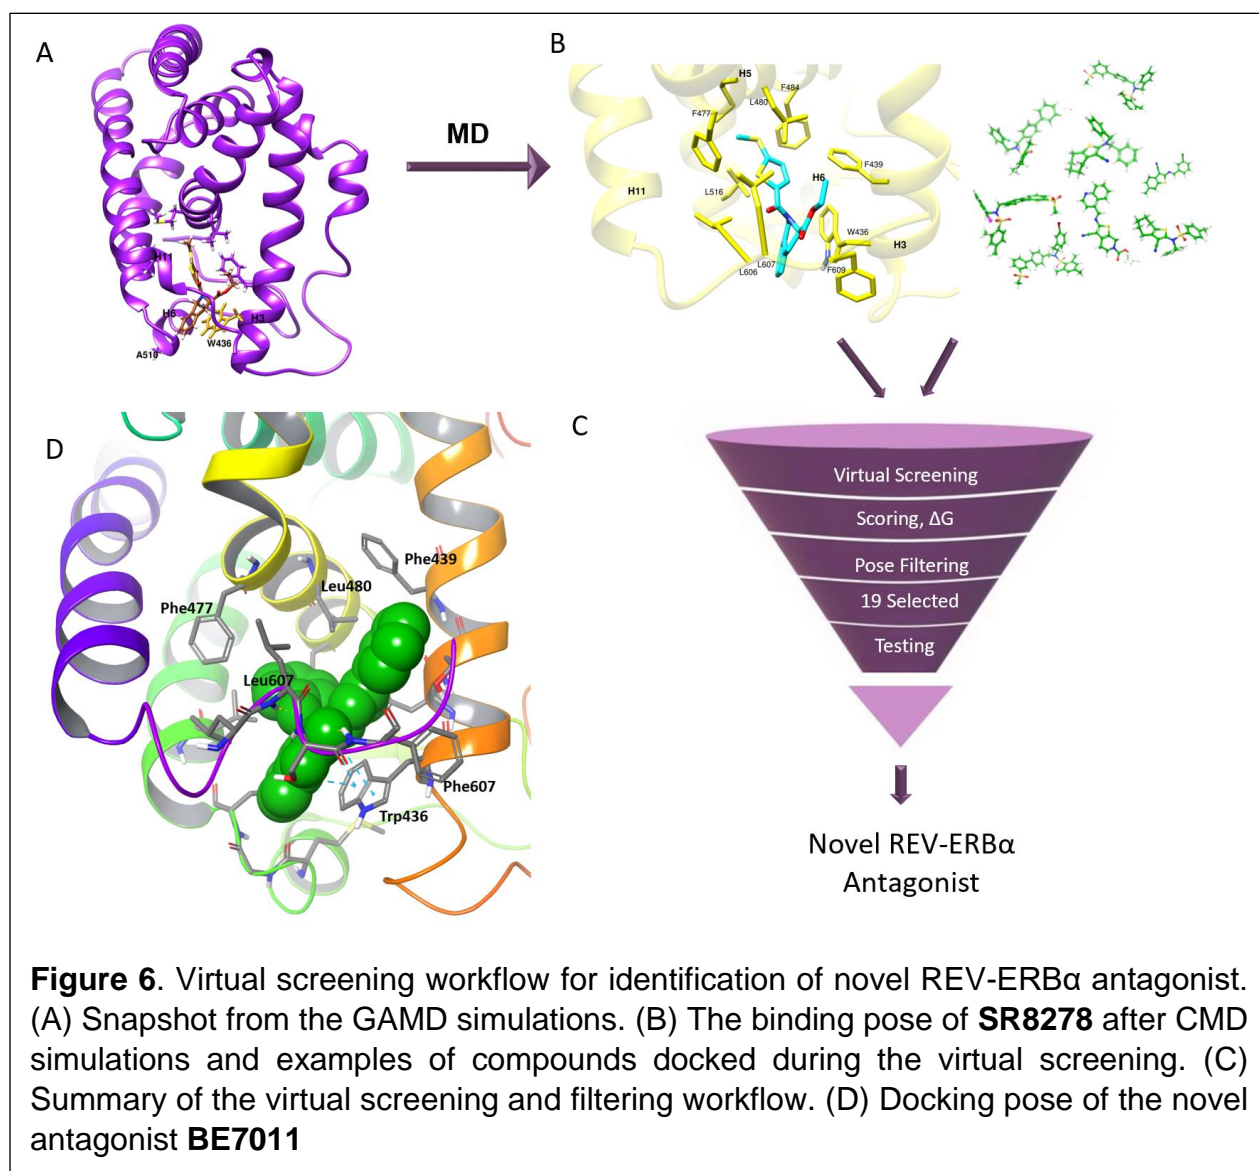 A
H11
H6
H3
W436
A510
MD
B
H5
F484
L480
F477
F439
H6
H11
L516
W436
H3
L607
L606
F609
C
Virtual Screening
Scoring, ΔG
Pose Filtering
19 Selected
Testing
Novel REV-ERBα
Antagonist
D
Phe439
Leu480
Phe477
Leu607
Phe607
Trp436
Figure 6. Virtual screening workflow for identification of novel REV-ERBα antagonist.
(A) Snapshot from the GAMD simulations. (B) The binding pose of SR8278 after CMD
simulations and examples of compounds docked during the virtual screening. (C)
Summary of the virtual screening and filtering workflow. (D) Docking pose of the novel
antagonist BE7011